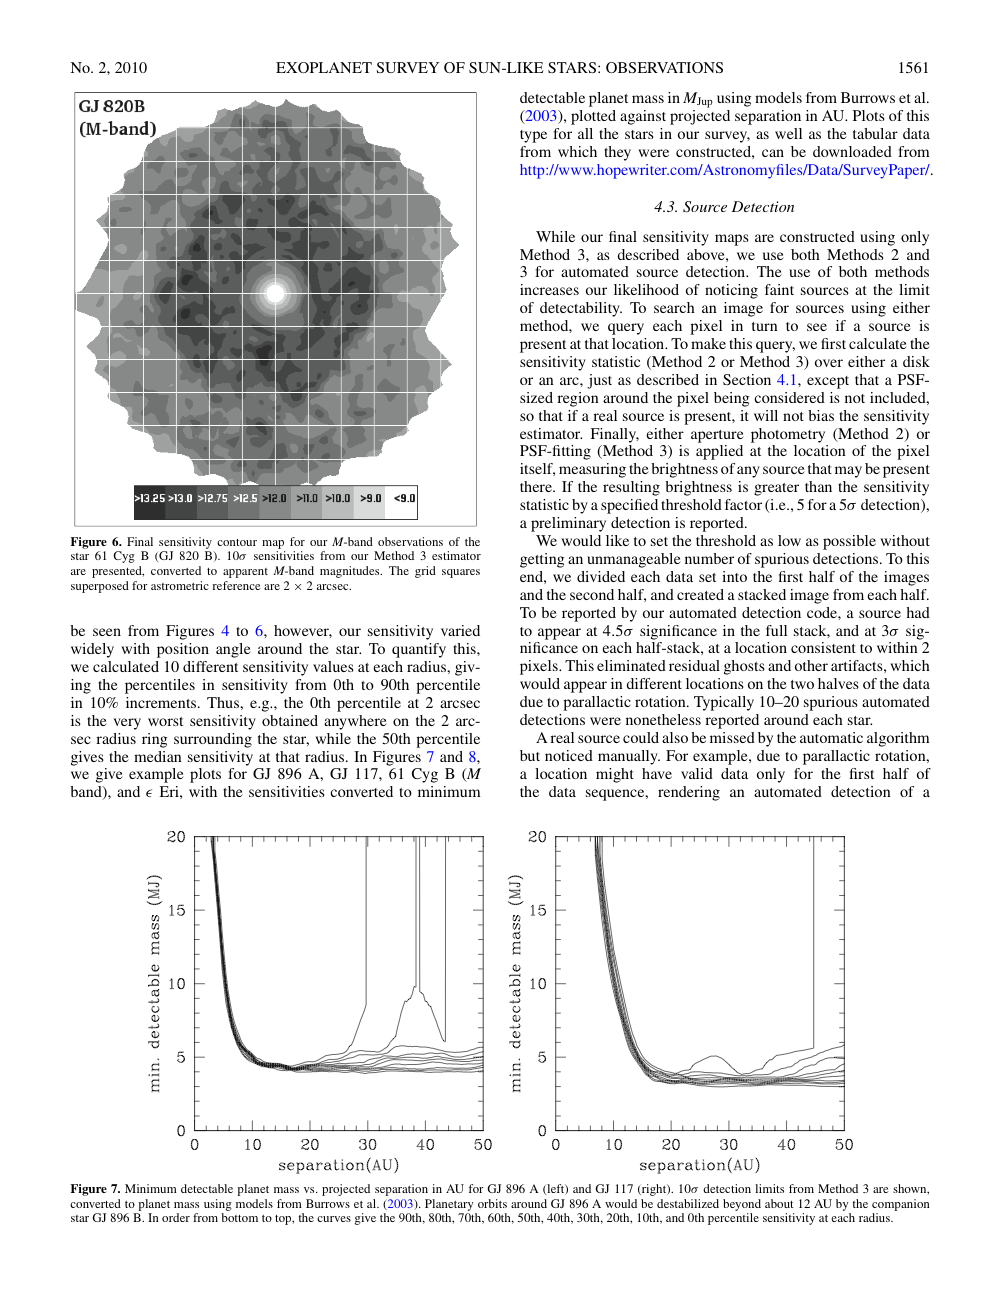 No. 2, 2010 EXOPLANET SURVEY OF SUN-LIKE STARS: OBSERVATIONS 1561
GJ 820B
(M-band)
>13.25 >13.0 >12.75 >12.5 >12.0 >11.0 >10.0 >9.0 <9.0
Figure 6. Final sensitivity contour map for our M-band observations of the
star 61 Cyg B (GJ 820 B). 10σ sensitivities from our Method 3 estimator
are presented, converted to apparent M-band magnitudes. The grid squares
superposed for astrometric reference are 2 × 2 arcsec.
be seen from Figures 4 to 6, however, our sensitivity varied
widely with position angle around the star. To quantify this,
we calculated 10 different sensitivity values at each radius, giv-
ing the percentiles in sensitivity from 0th to 90th percentile
in 10% increments. Thus, e.g., the 0th percentile at 2 arcsec
is the very worst sensitivity obtained anywhere on the 2 arc-
sec radius ring surrounding the star, while the 50th percentile
gives the median sensitivity at that radius. In Figures 7 and 8,
we give example plots for GJ 896 A, GJ 117, 61 Cyg B (M
band), and ϵ Eri, with the sensitivities converted to minimum
detectable planet mass in MJup using models from Burrows et al.
(2003), plotted against projected separation in AU. Plots of this
type for all the stars in our survey, as well as the tabular data
from which they were constructed, can be downloaded from
http://www.hopewriter.com/Astronomyfiles/Data/SurveyPaper/.
4.3. Source Detection
While our final sensitivity maps are constructed using only
Method 3, as described above, we use both Methods 2 and
3 for automated source detection. The use of both methods
increases our likelihood of noticing faint sources at the limit
of detectability. To search an image for sources using either
method, we query each pixel in turn to see if a source is
present at that location. To make this query, we first calculate the
sensitivity statistic (Method 2 or Method 3) over either a disk
or an arc, just as described in Section 4.1, except that a PSF-
sized region around the pixel being considered is not included,
so that if a real source is present, it will not bias the sensitivity
estimator. Finally, either aperture photometry (Method 2) or
PSF-fitting (Method 3) is applied at the location of the pixel
itself, measuring the brightness of any source that may be present
there. If the resulting brightness is greater than the sensitivity
statistic by a specified threshold factor (i.e., 5 for a 5σ detection),
a preliminary detection is reported.
We would like to set the threshold as low as possible without
getting an unmanageable number of spurious detections. To this
end, we divided each data set into the first half of the images
and the second half, and created a stacked image from each half.
To be reported by our automated detection code, a source had
to appear at 4.5σ significance in the full stack, and at 3σ sig-
nificance on each half-stack, at a location consistent to within 2
pixels. This eliminated residual ghosts and other artifacts, which
would appear in different locations on the two halves of the data
due to parallactic rotation. Typically 10–20 spurious automated
detections were nonetheless reported around each star.
A real source could also be missed by the automatic algorithm
but noticed manually. For example, due to parallactic rotation,
a location might have valid data only for the first half of
the data sequence, rendering an automated detection of a
min. detectable mass (MJ)
20
15
10
5
0
0 10 20 30 40 50
separation(AU)
min. detectable mass (MJ)
20
15
10
5
0
0 10 20 30 40 50
separation(AU)
Figure 7. Minimum detectable planet mass vs. projected separation in AU for GJ 896 A (left) and GJ 117 (right). 10σ detection limits from Method 3 are shown,
converted to planet mass using models from Burrows et al. (2003). Planetary orbits around GJ 896 A would be destabilized beyond about 12 AU by the companion
star GJ 896 B. In order from bottom to top, the curves give the 90th, 80th, 70th, 60th, 50th, 40th, 30th, 20th, 10th, and 0th percentile sensitivity at each radius.